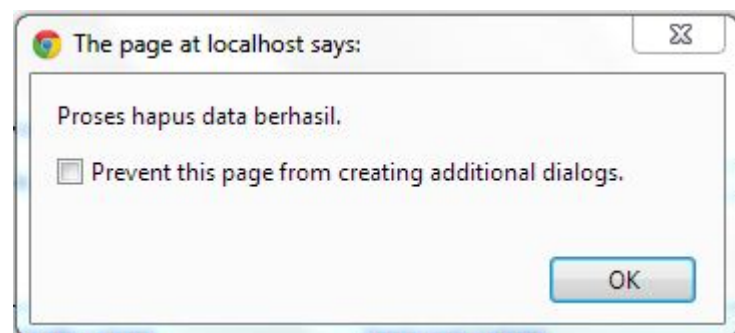 The page at localhost says:
Proses hapus data berhasil.
Prevent this page from creating additional dialogs.
OK